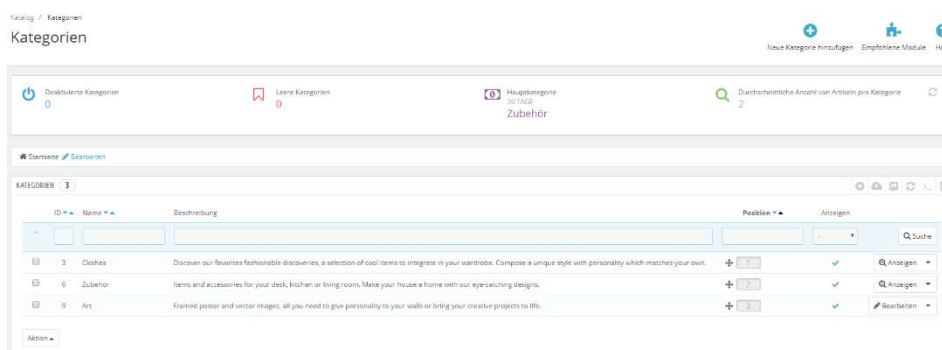 Katalog / Kategorien
Kategorien
Neue Kategorie hinzufügen
Empfohlene Module
Deaktivierte Kategorien
0
Leere Kategorien
0
Hauptkategorie
30 TAGE
Zubehör
Durchschnittliche Anzahl von Artikeln pro Kategorie
2
Startseite Bearbeiten
KATEGORIEN 3
ID Name Beschreibung Position Anzeigen
-- - Suche
3 Clothes Discover our favorites fashionable discoveries, a selection of cool items to integrate in your wardrobe. Compose a unique style with personality which matches your own. 1 Anzeigen
6 Zubehör Items and accessories for your desk, kitchen or living room. Make your house a home with our eye-catching designs. 2 Anzeigen
9 Art Framed poster and vector images, all you need to give personality to your walls or bring your creative projects to life. 3 Bearbeiten
Aktion